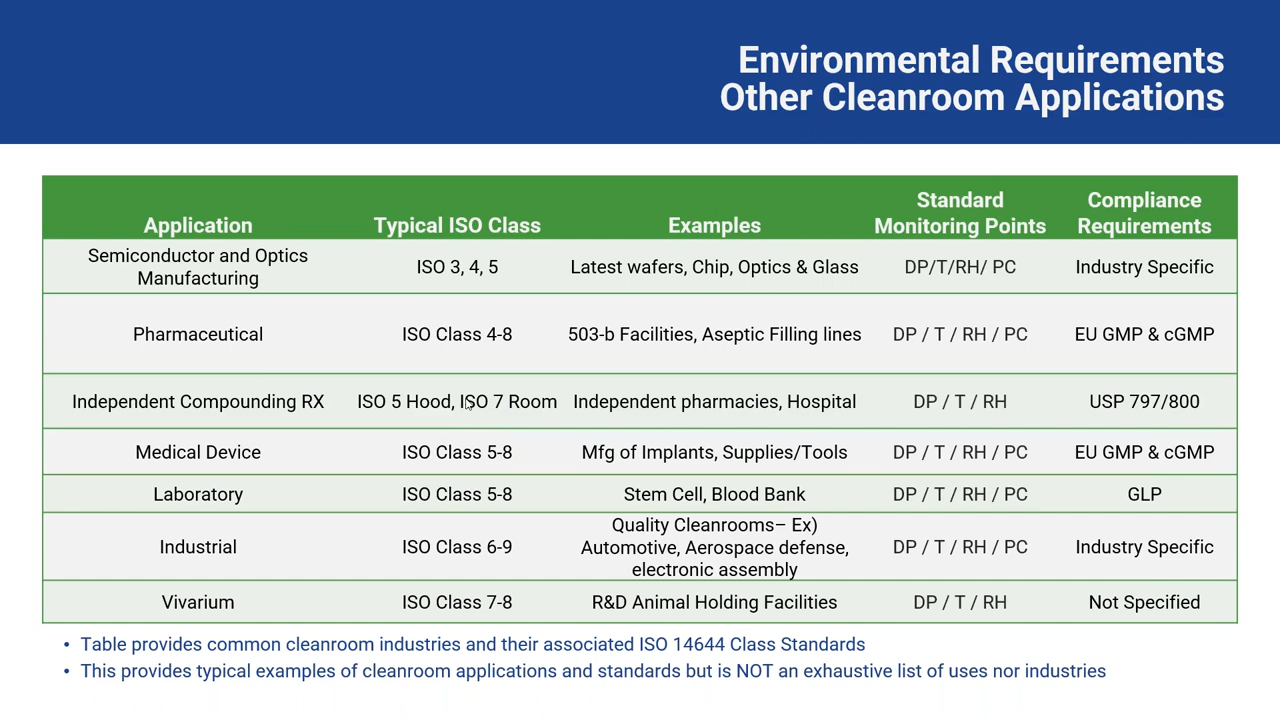 Environmental Requirements
Other Cleanroom Applications
Application Typical ISO Class Examples Standard Monitoring Points Compliance Requirements
Semiconductor and Optics Manufacturing ISO 3, 4, 5 Latest wafers, Chip, Optics & Glass DP/T/RH/ PC Industry Specific
Pharmaceutical ISO Class 4-8 503-b Facilities, Aseptic Filling lines DP / T / RH / PC EU GMP & cGMP
Independent Compounding RX ISO 5 Hood, ISO 7 Room Independent pharmacies, Hospital DP / T / RH USP 797/800
Medical Device ISO Class 5-8 Mfg of Implants, Supplies/Tools DP / T / RH / PC EU GMP & cGMP
Laboratory ISO Class 5-8 Stem Cell, Blood Bank DP / T / RH / PC GLP
Industrial ISO Class 6-9 Quality Cleanrooms– Ex) Automotive, Aerospace defense, electronic assembly DP / T / RH / PC Industry Specific
Vivarium ISO Class 7-8 R&D Animal Holding Facilities DP / T / RH Not Specified
• Table provides common cleanroom industries and their associated ISO 14644 Class Standards
• This provides typical examples of cleanroom applications and standards but is NOT an exhaustive list of uses nor industries